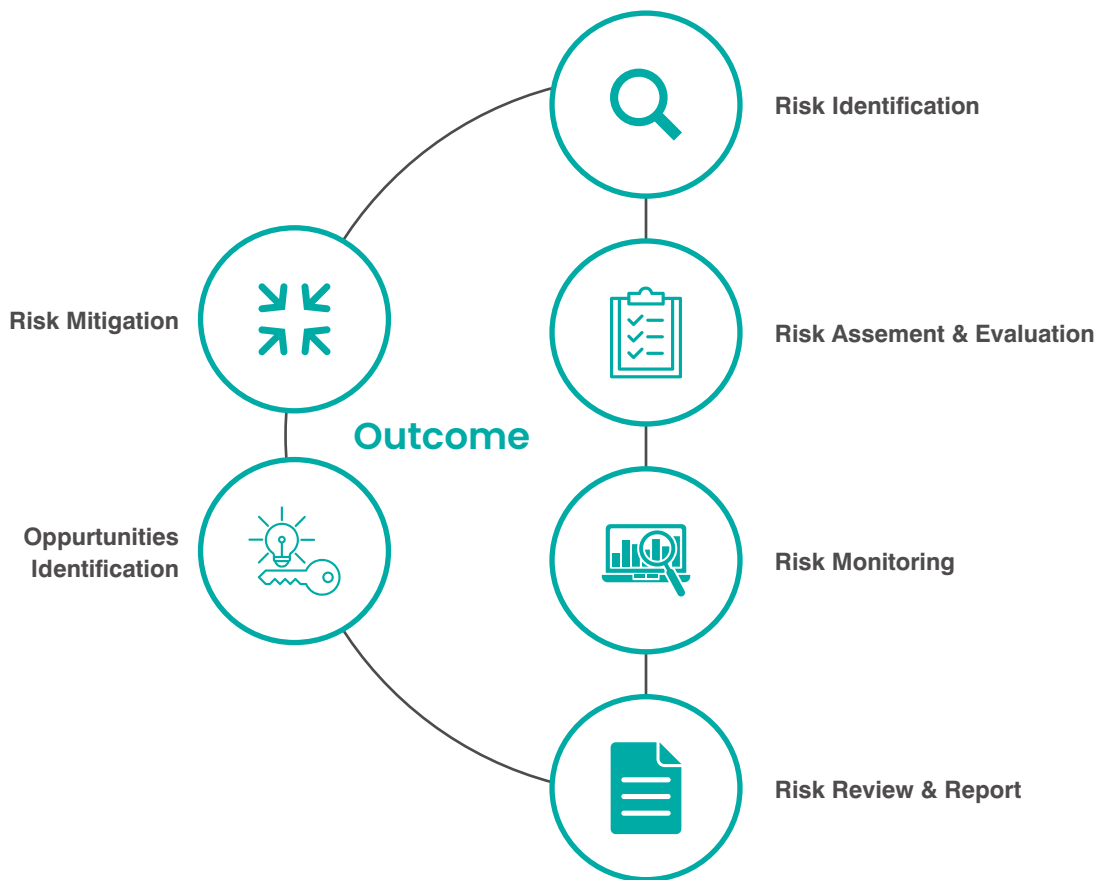 Risk Identification
Risk Mitigation
Risk Assement & Evaluation
Outcome
Oppurtunities
Identification
Risk Monitoring
Risk Review & Report